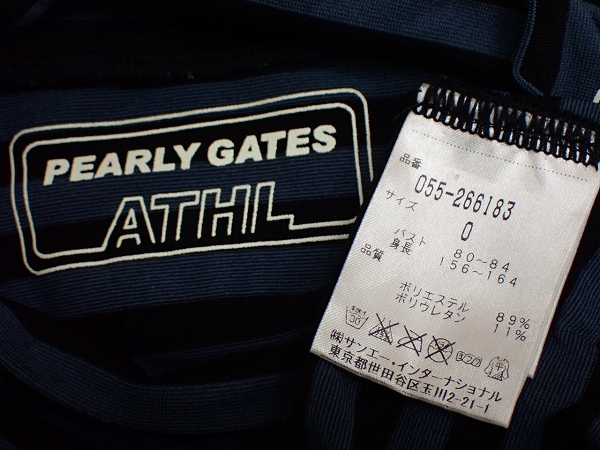 PEARLY GATES
ATHL
品番
055-266183
サイズ
0
バスト
80~84
身長
156~164
品質
ポリエステル 89%
ポリウレタン 11%
30
㈱サンエー・インターナショナル
東京都世田谷区玉川2-21-1